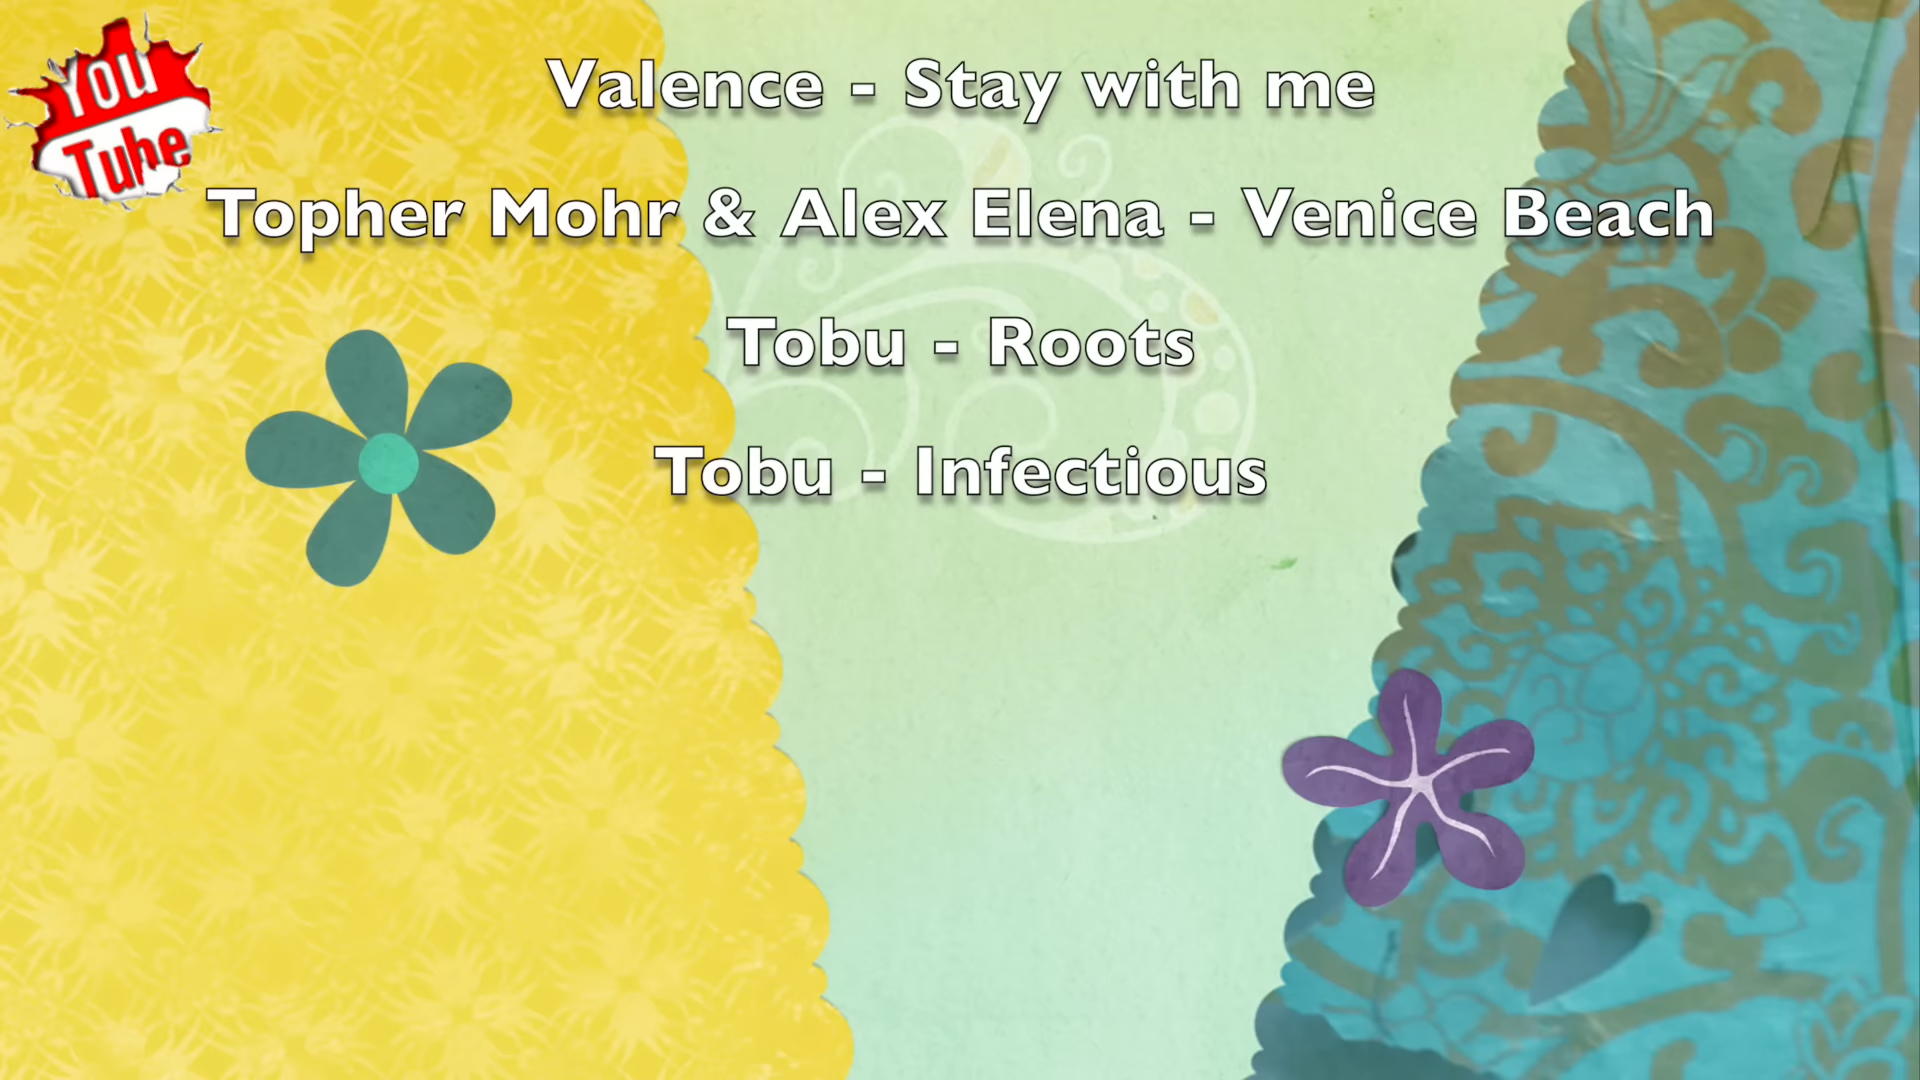 You
Tube
Valence - Stay with me
Topher Mohr & Alex Elena - Venice Beach
Tobu - Roots
Tobu - Infectious